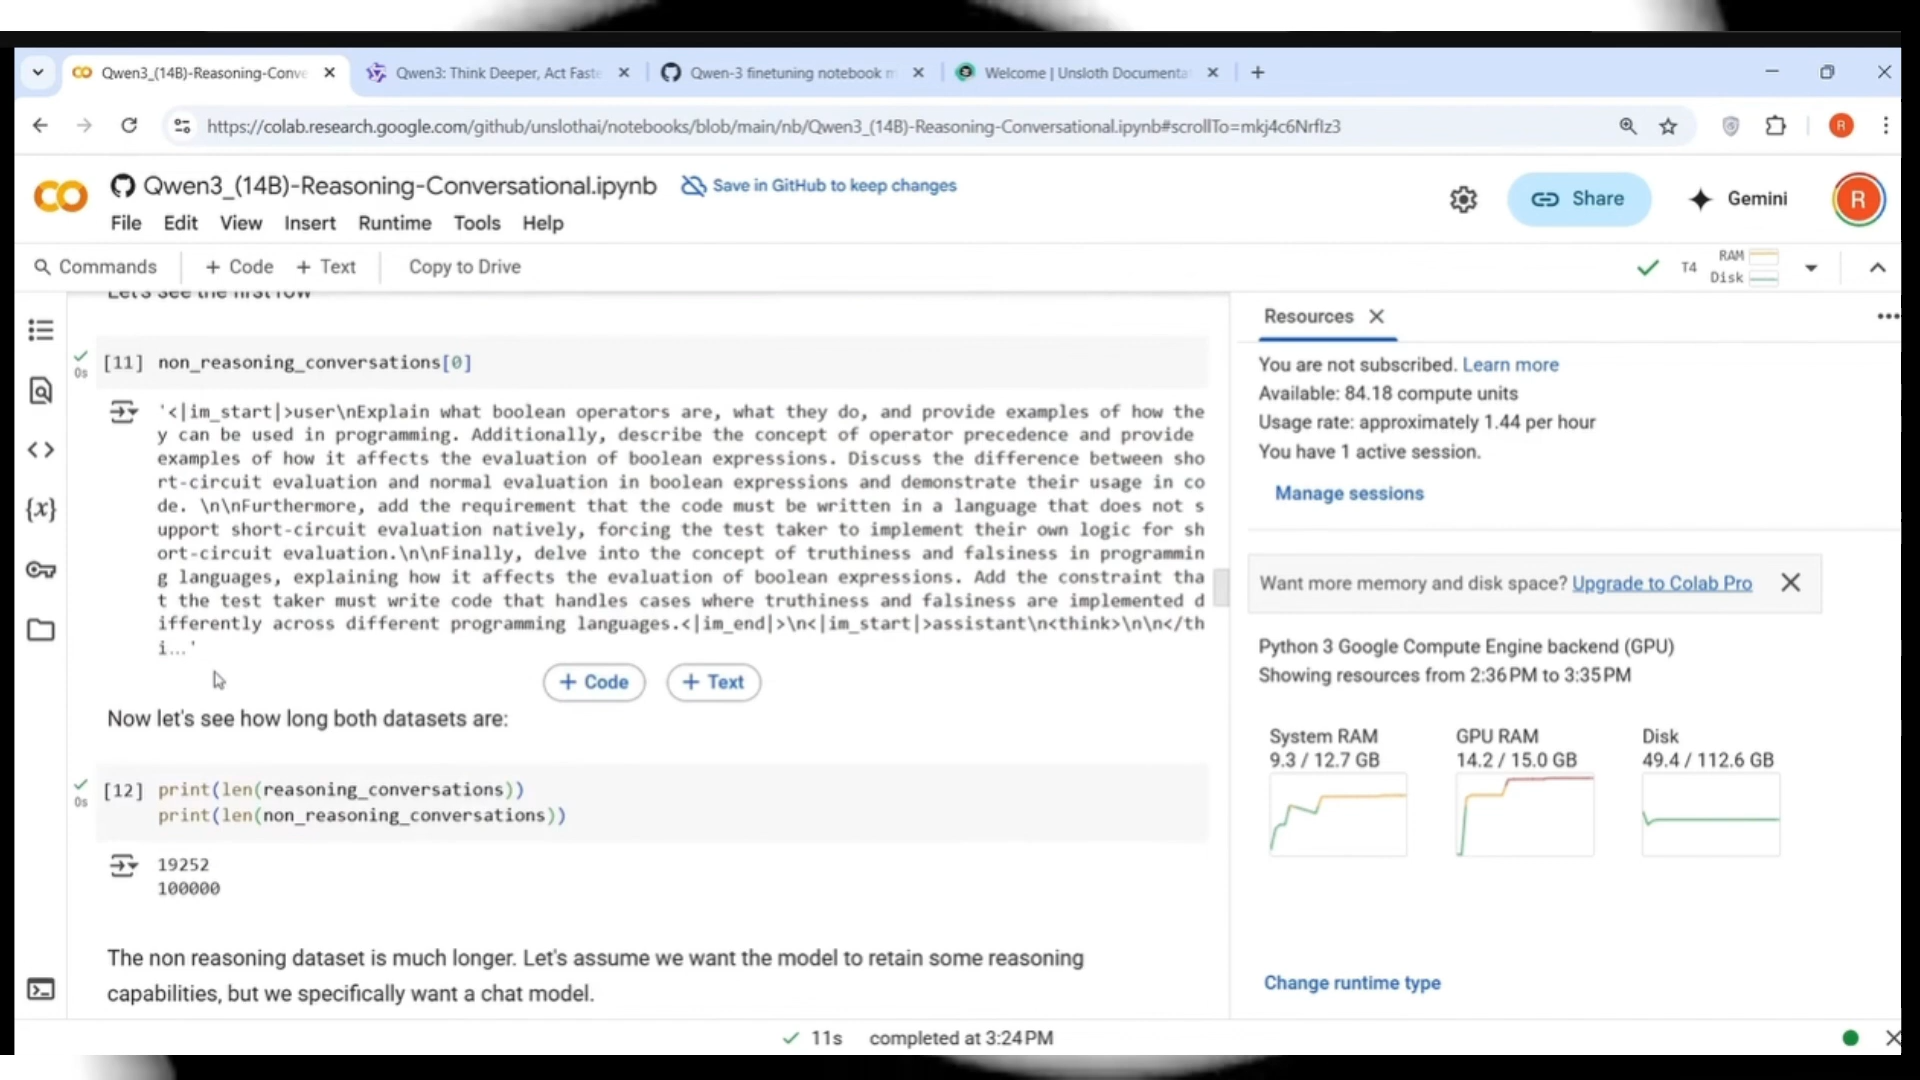 Qwen3_(14B)-Reasoning-Conve
Qwen3: Think Deeper, Act Faste
Qwen-3 finetuning notebook m
Welcome | Unsloth Documenta
https://colab.research.google.com/github/unslothai/notebooks/blob/main/nb/Qwen3_(14B)-Reasoning-Conversational.ipynb#scrollTo=mkj4c6NrfIz3
R
Qwen3_(14B)-Reasoning-Conversational.ipynb
Save in GitHub to keep changes
Share
Gemini
R
File Edit View Insert Runtime Tools Help
Commands
+ Code + Text
Copy to Drive
T4
RAM
Disk
Let's see the first row
[11] non_reasoning_conversations[0]
0s
'<|im_start|>user\nExplain what boolean operators are, what they do, and provide examples of how the
y can be used in programming. Additionally, describe the concept of operator precedence and provide
examples of how it affects the evaluation of boolean expressions. Discuss the difference between sho
rt-circuit evaluation and normal evaluation in boolean expressions and demonstrate their usage in co
de. \n\nFurthermore, add the requirement that the code must be written in a language that does not s
upport short-circuit evaluation natively, forcing the test taker to implement their own logic for sh
ort-circuit evaluation.\n\nFinally, delve into the concept of truthiness and falsiness in programmin
g languages, explaining how it affects the evaluation of boolean expressions. Add the constraint tha
t the test taker must write code that handles cases where truthiness and falsiness are implemented d
ifferently across different programming languages.<|im_end|>\n<|im_start|>assistant\n<think>\n\n</th
i...'
+ Code
+ Text
Now let's see how long both datasets are:
[12] print(len(reasoning_conversations))
0s
print(len(non_reasoning_conversations))
19252
100000
The non reasoning dataset is much longer. Let's assume we want the model to retain some reasoning
capabilities, but we specifically want a chat model.
Resources
You are not subscribed. Learn more
Available: 84.18 compute units
Usage rate: approximately 1.44 per hour
You have 1 active session.
Manage sessions
Want more memory and disk space? Upgrade to Colab Pro
Python 3 Google Compute Engine backend (GPU)
Showing resources from 2:36 PM to 3:35 PM
System RAM
9.3 / 12.7 GB
GPU RAM
14.2 / 15.0 GB
Disk
49.4 / 112.6 GB
Change runtime type
11s completed at 3:24 PM